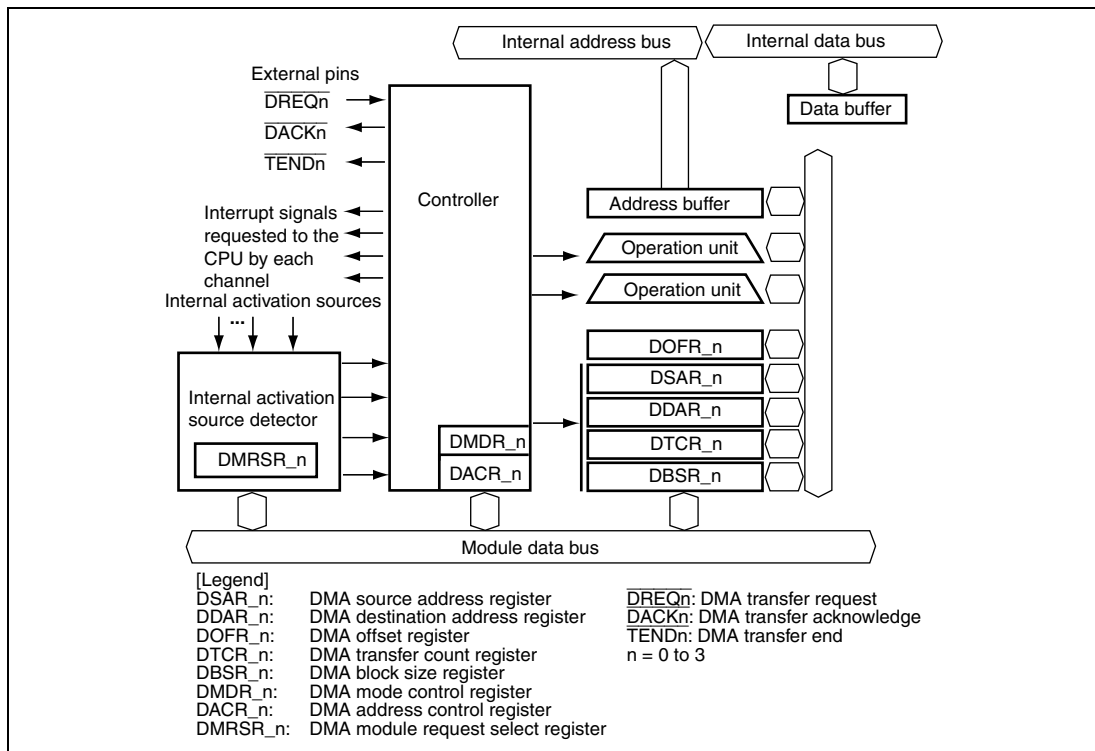 Internal address bus
Internal data bus
External pins
DREQn
DACKn
TENDn
Data buffer
Controller
Address buffer
Interrupt signals
requested to the
CPU by each
channel
Operation unit
Operation unit
Internal activation sources
...
DOFR_n
DSAR_n
DDAR_n
DTCR_n
DBSR_n
Internal activation
source detector
DMRSR_n
DMDR_n
DACR_n
Module data bus
[Legend]
DSAR_n: DMA source address register
DDAR_n: DMA destination address register
DOFR_n: DMA offset register
DTCR_n: DMA transfer count register
DBSR_n: DMA block size register
DMDR_n: DMA mode control register
DACR_n: DMA address control register
DMRSR_n: DMA module request select register
DREQn: DMA transfer request
DACKn: DMA transfer acknowledge
TENDn: DMA transfer end
n = 0 to 3